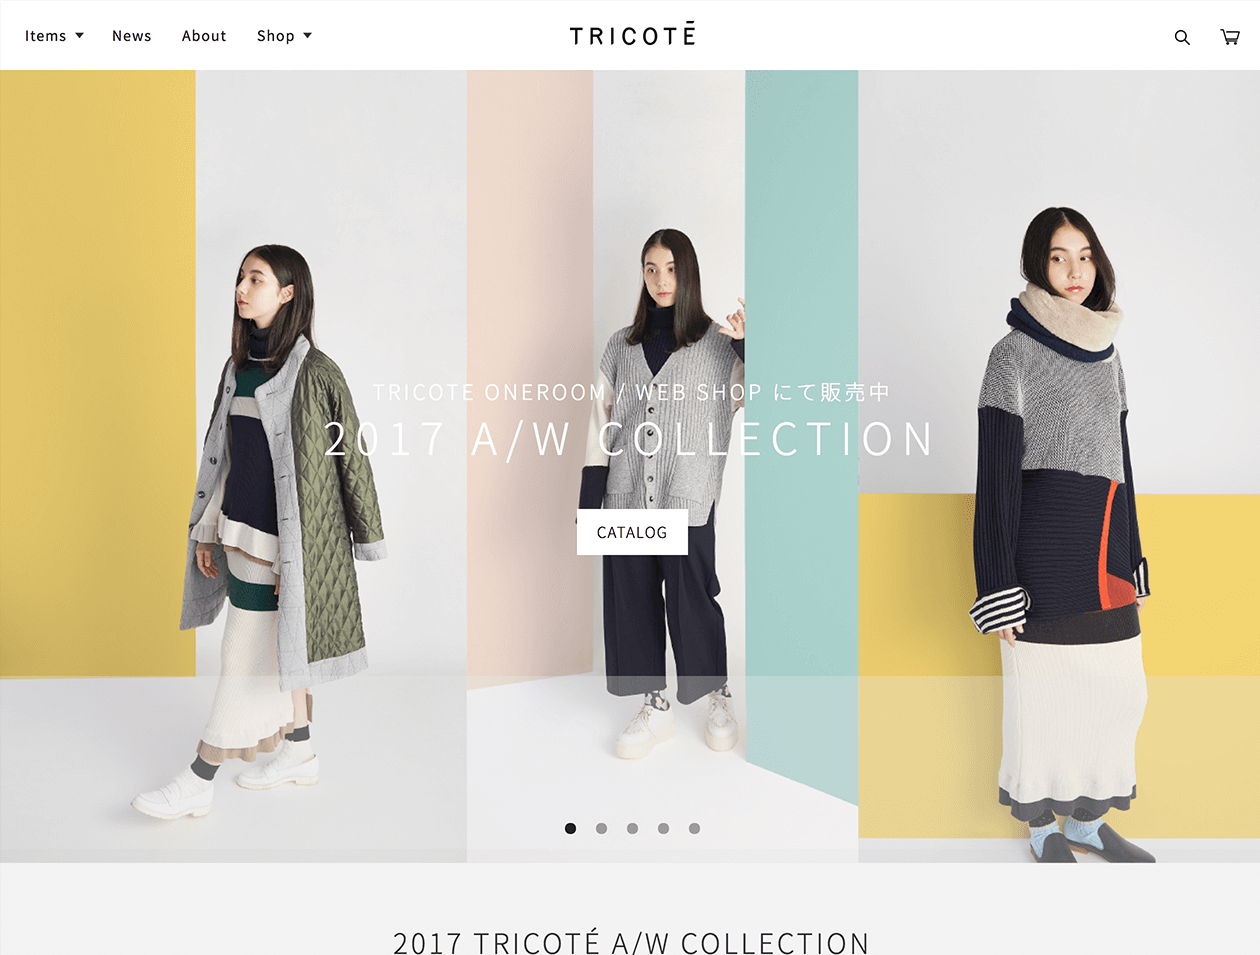 Items News About Shop TRICOTÉ
TRICOTE ONEROOM / WEB SHOP にて販売中
2017 A/W COLLECTION
CATALOG
2017 TRICOTÉ A/W COLLECTION